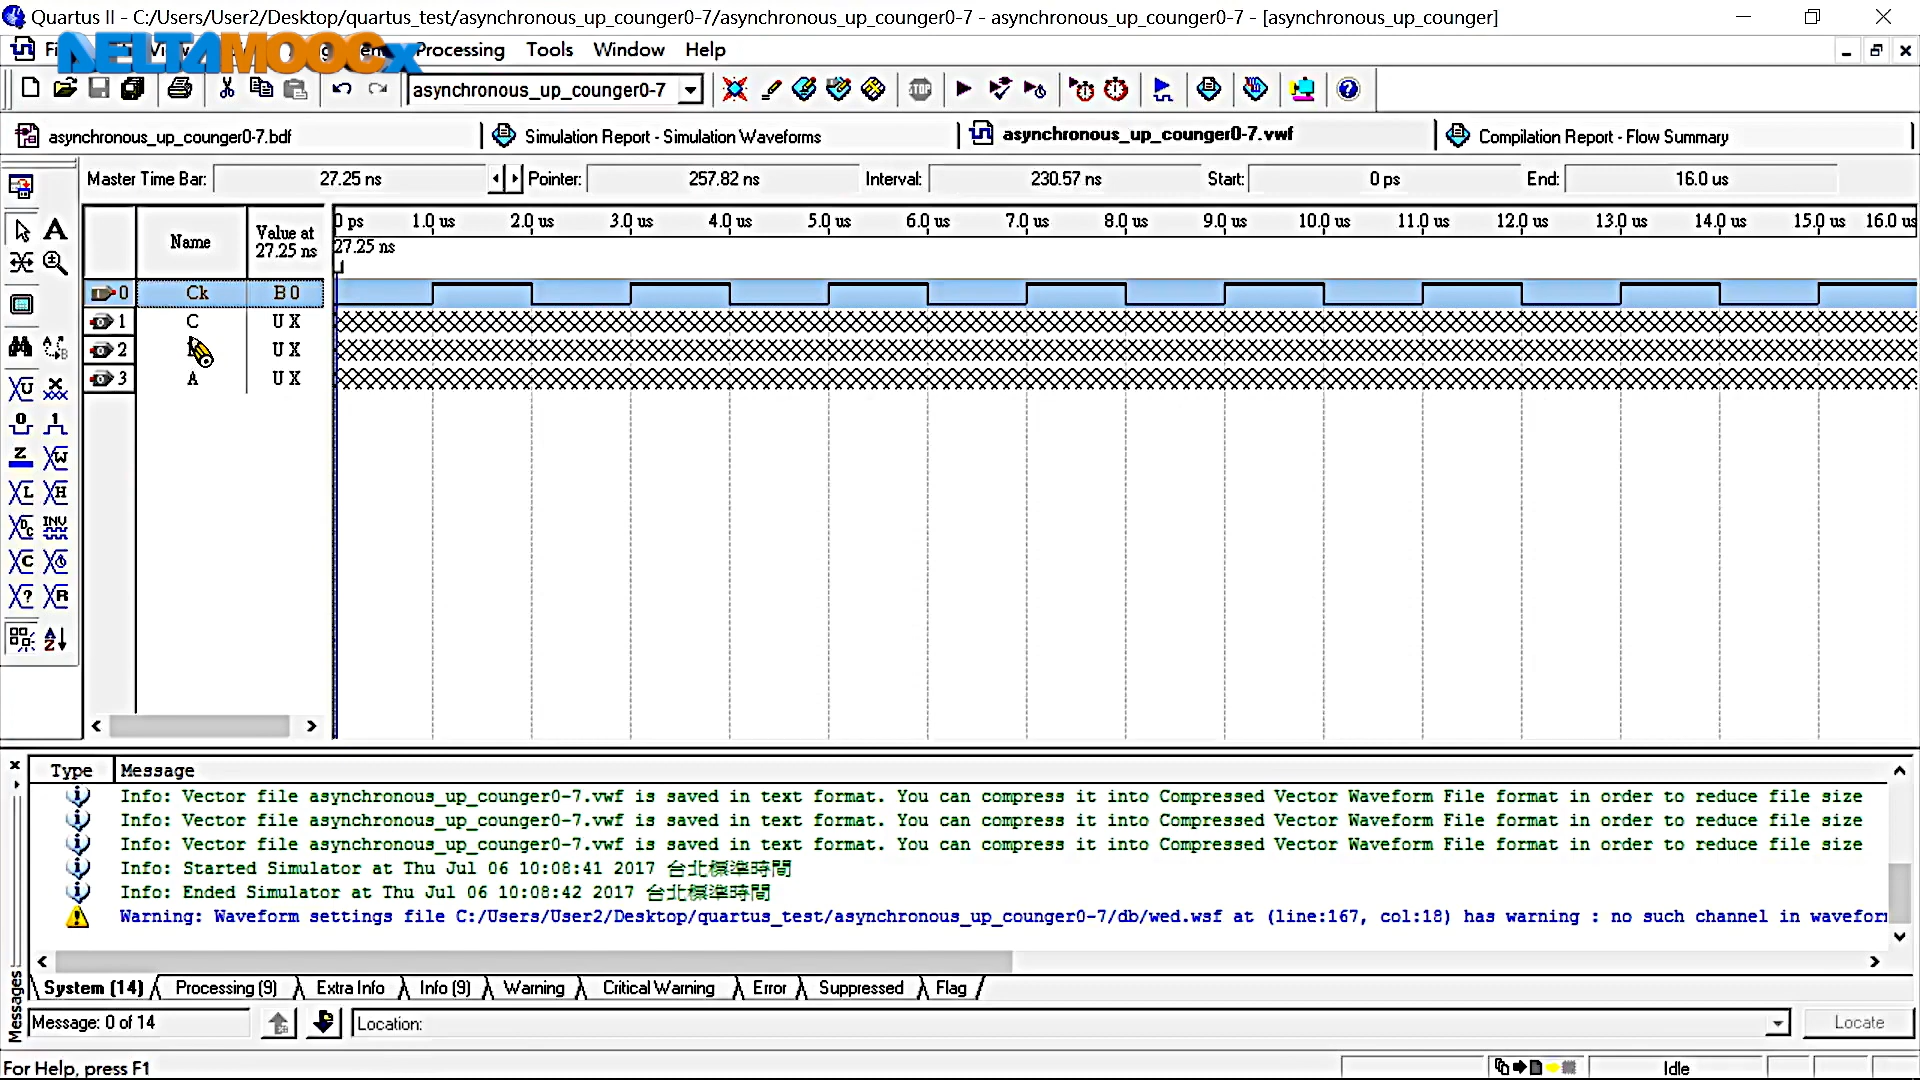 Quartus II - C:/Users/User2/Desktop/quartus_test/asynchronous_up_counger0-7/asynchronous_up_counger0-7 - asynchronous_up_counger0-7 - [asynchronous_up_counger]
DELTAMOOCx
Processing Tools Window Help
asynchronous_up_counger0-7
asynchronous_up_counger0-7.bdf
Simulation Report - Simulation Waveforms
asynchronous_up_counger0-7.vwf
Compilation Report - Flow Summary
Master Time Bar: 27.25 ns Pointer: 257.82 ns Interval: 230.57 ns Start: 0 ps End: 16.0 us
Name
Value at
27.25 ns
0 ps 1.0 us 2.0 us 3.0 us 4.0 us 5.0 us 6.0 us 7.0 us 8.0 us 9.0 us 10.0 us 11.0 us 12.0 us 13.0 us 14.0 us 15.0 us 16.0 us
27.25 ns
0 Ck B 0
1 C U X
2 U X
3 A U X
Type Message
Info: Vector file asynchronous_up_counger0-7.vwf is saved in text format. You can compress it into Compressed Vector Waveform File format in order to reduce file size
Info: Vector file asynchronous_up_counger0-7.vwf is saved in text format. You can compress it into Compressed Vector Waveform File format in order to reduce file size
Info: Vector file asynchronous_up_counger0-7.vwf is saved in text format. You can compress it into Compressed Vector Waveform File format in order to reduce file size
Info: Started Simulator at Thu Jul 06 10:08:41 2017 台北標準時間
Info: Ended Simulator at Thu Jul 06 10:08:42 2017 台北標準時間
Warning: Waveform settings file C:/Users/User2/Desktop/quartus_test/asynchronous_up_counger0-7/db/wed.wsf at (line:167, col:18) has warning : no such channel in wavefor
System (14) Processing (9) Extra Info Info (9) Warning Critical Warning Error Suppressed Flag
Messages
Message: 0 of 14
Location:
Locate
For Help, press F1
Idle